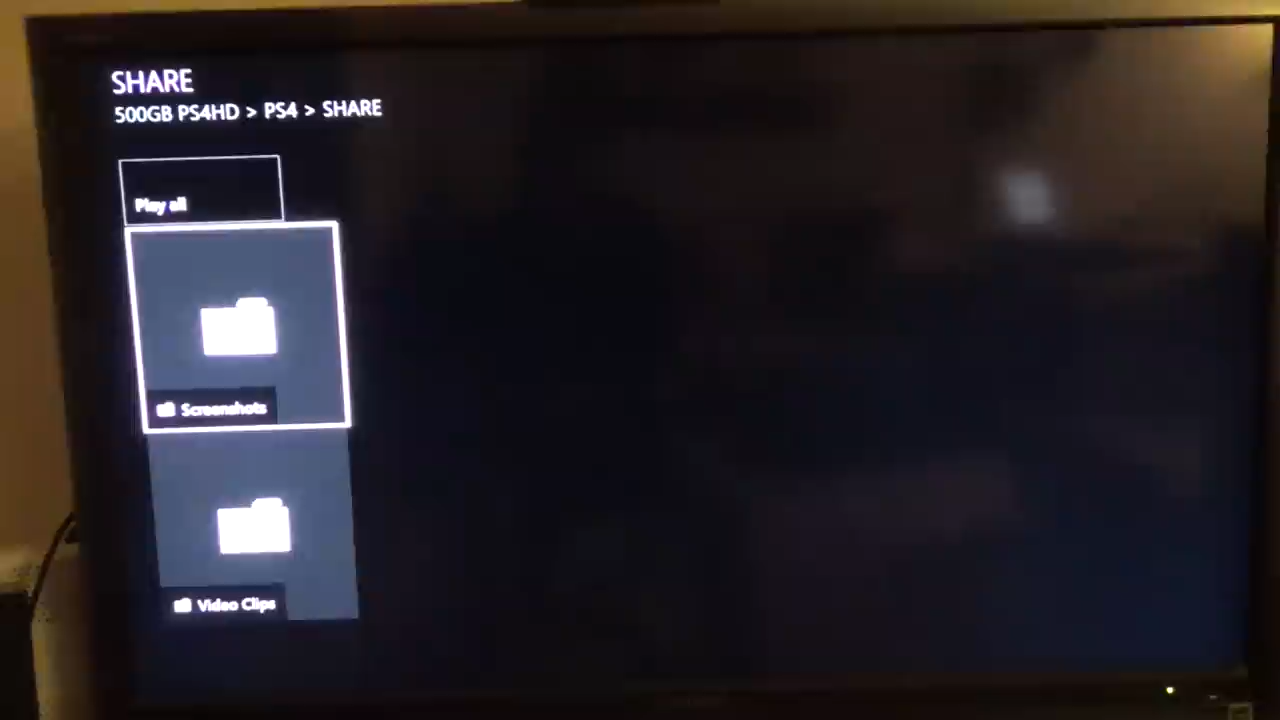 SHARE
500GB PS4HD > PS4 > SHARE
Play all
Screenshots
Video Clips